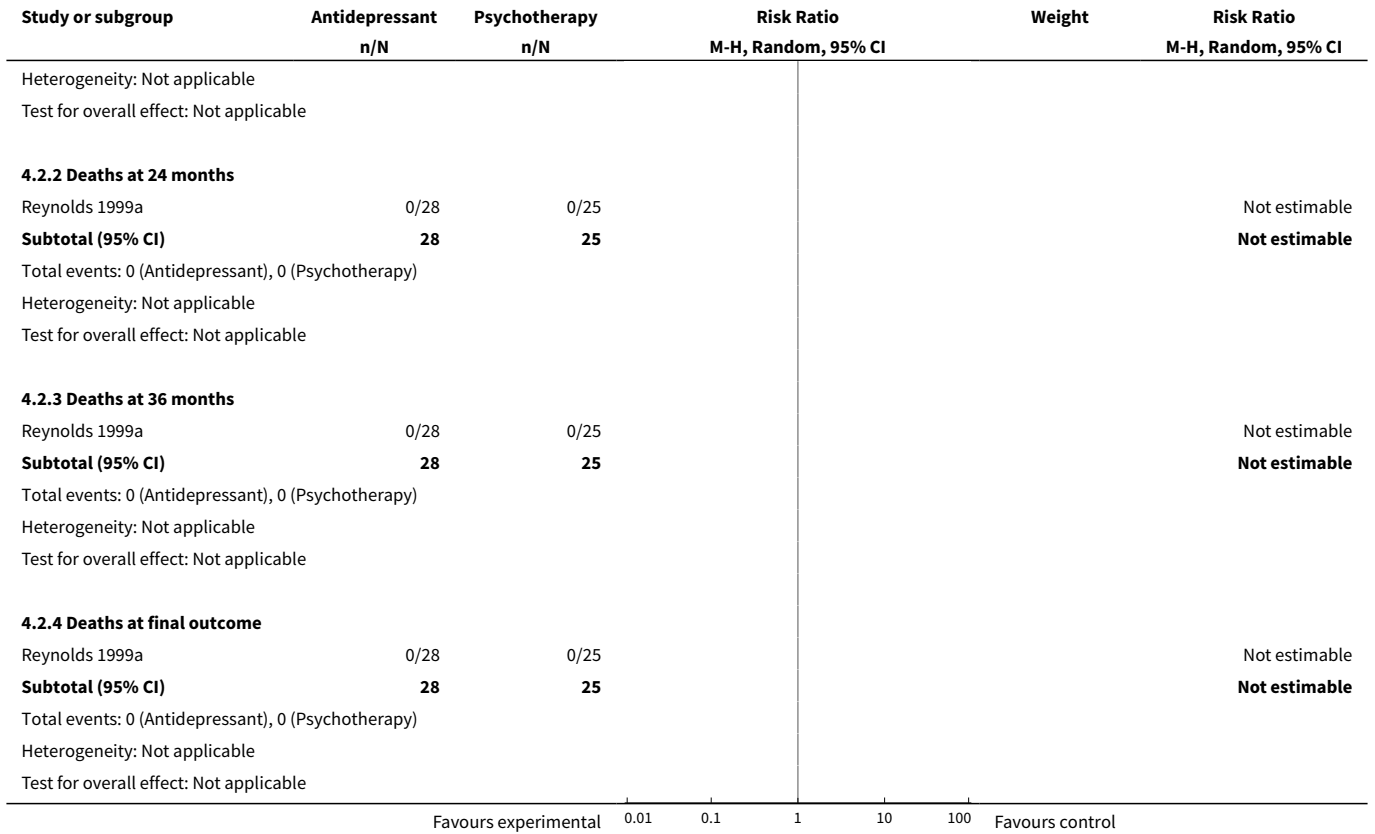 Study or subgroup Antidepressant Psychotherapy Risk Ratio Weight Risk Ratio
n/N n/N M-H, Random, 95% CI M-H, Random, 95% CI
Heterogeneity: Not applicable
Test for overall effect: Not applicable
4.2.2 Deaths at 24 months
Reynolds 1999a 0/28 0/25 Not estimable
Subtotal (95% CI) 28 25 Not estimable
Total events: 0 (Antidepressant), 0 (Psychotherapy)
Heterogeneity: Not applicable
Test for overall effect: Not applicable
4.2.3 Deaths at 36 months
Reynolds 1999a 0/28 0/25 Not estimable
Subtotal (95% CI) 28 25 Not estimable
Total events: 0 (Antidepressant), 0 (Psychotherapy)
Heterogeneity: Not applicable
Test for overall effect: Not applicable
4.2.4 Deaths at final outcome
Reynolds 1999a 0/28 0/25 Not estimable
Subtotal (95% CI) 28 25 Not estimable
Total events: 0 (Antidepressant), 0 (Psychotherapy)
Heterogeneity: Not applicable
Test for overall effect: Not applicable
Favours experimental 0.01 0.1 1 10 100 Favours control